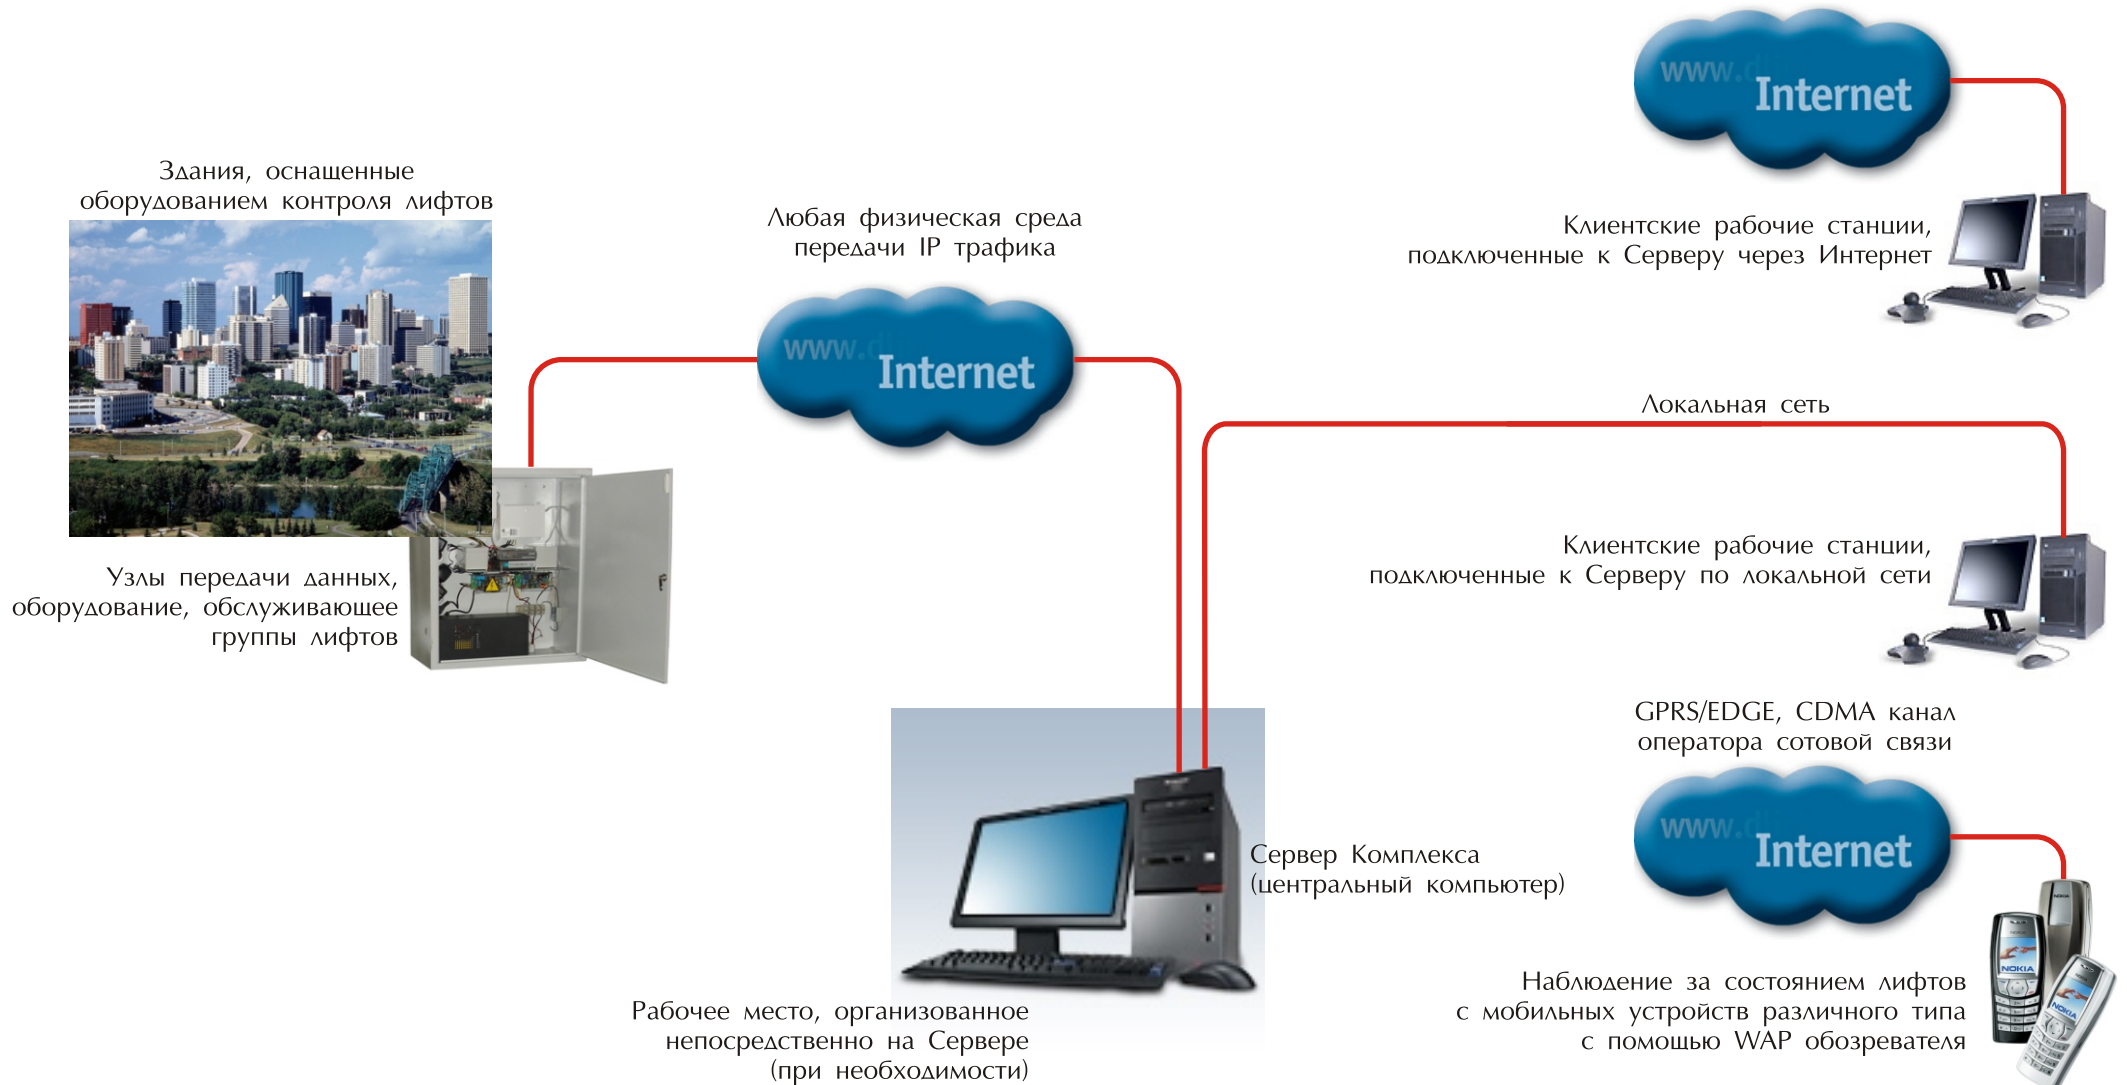 Здания, оснащенные
оборудованием контроля лифтов
Узлы передачи данных,
оборудование, обслуживающее
группы лифтов
Любая физическая среда
передачи IP трафика
www.
Internet
Рабочее место, организованное
непосредственно на Сервере
(при необходимости)
Сервер Комплекса
(центральный компьютер)
www.
Internet
Клиентские рабочие станции,
подключенные к Серверу через Интернет
Локальная сеть
Клиентские рабочие станции,
подключенные к Серверу по локальной сети
GPRS/EDGE, CDMA канал
оператора сотовой связи
www.
Internet
NOKIA
NOKIA
Наблюдение за состоянием лифтов
с мобильных устройств различного типа
с помощью WAP обозревателя